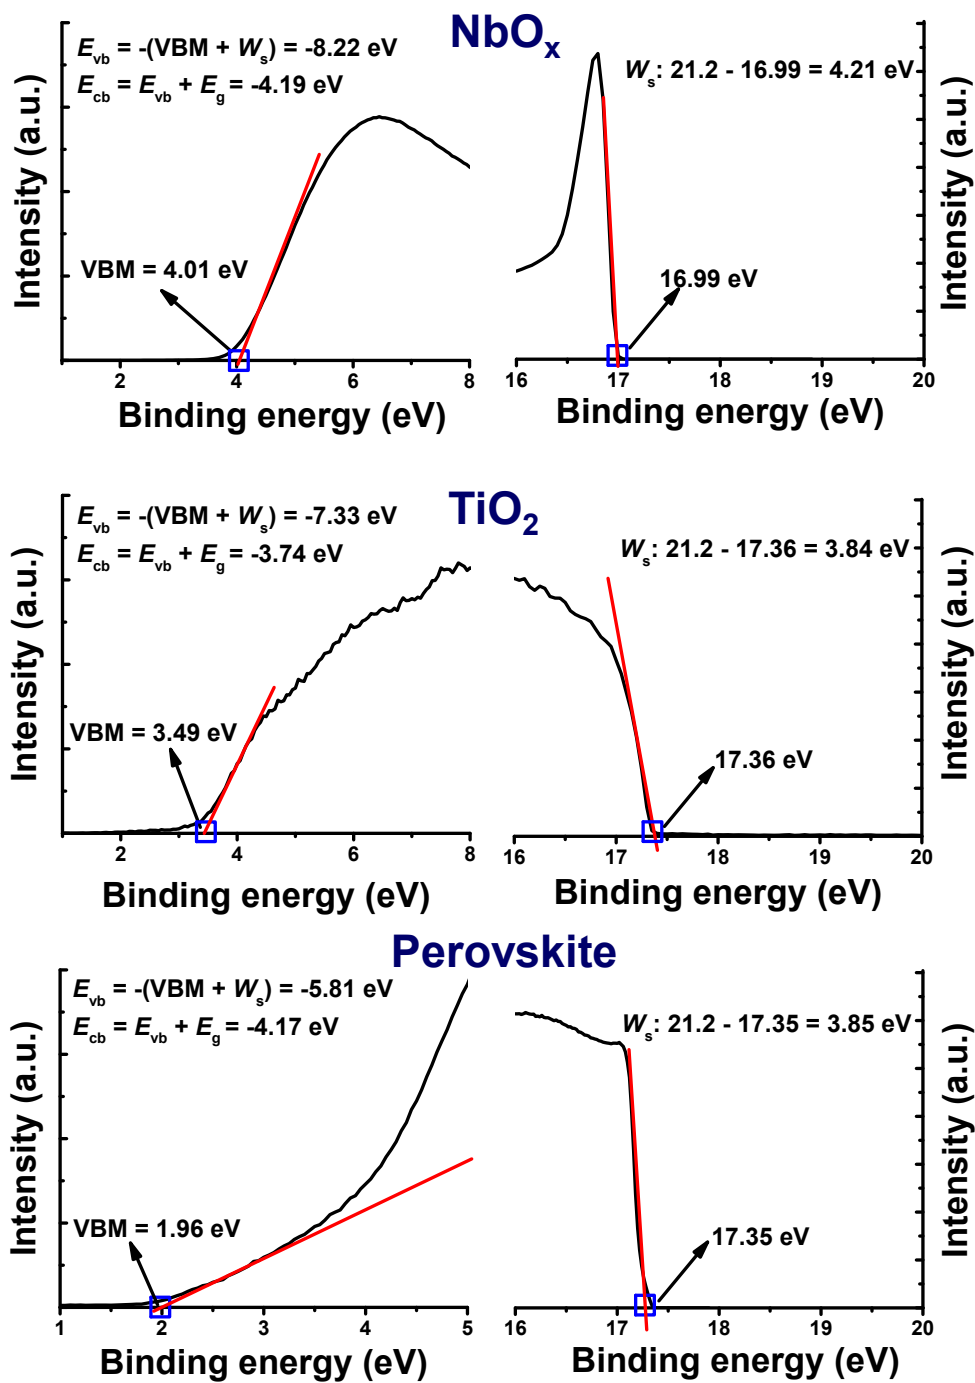 NbOx
Evb = -(VBM + Ws) = -8.22 eV
Ecb = Evb + Eg = -4.19 eV
Ws: 21.2 - 16.99 = 4.21 eV
Intensity (a.u.)
Intensity (a.u.)
VBM = 4.01 eV
16.99 eV
2 4 6 8
16 17 18 19 20
Binding energy (eV)
Binding energy (eV)
TiO2
Evb = -(VBM + Ws) = -7.33 eV
Ecb = Evb + Eg = -3.74 eV
Ws: 21.2 - 17.36 = 3.84 eV
Intensity (a.u.)
Intensity (a.u.)
VBM = 3.49 eV
17.36 eV
2 4 6 8
16 17 18 19 20
Binding energy (eV)
Binding energy (eV)
Perovskite
Evb = -(VBM + Ws) = -5.81 eV
Ecb = Evb + Eg = -4.17 eV
Ws: 21.2 - 17.35 = 3.85 eV
Intensity (a.u.)
Intensity (a.u.)
VBM = 1.96 eV
17.35 eV
1 2 3 4 5
16 17 18 19 20
Binding energy (eV)
Binding energy (eV)